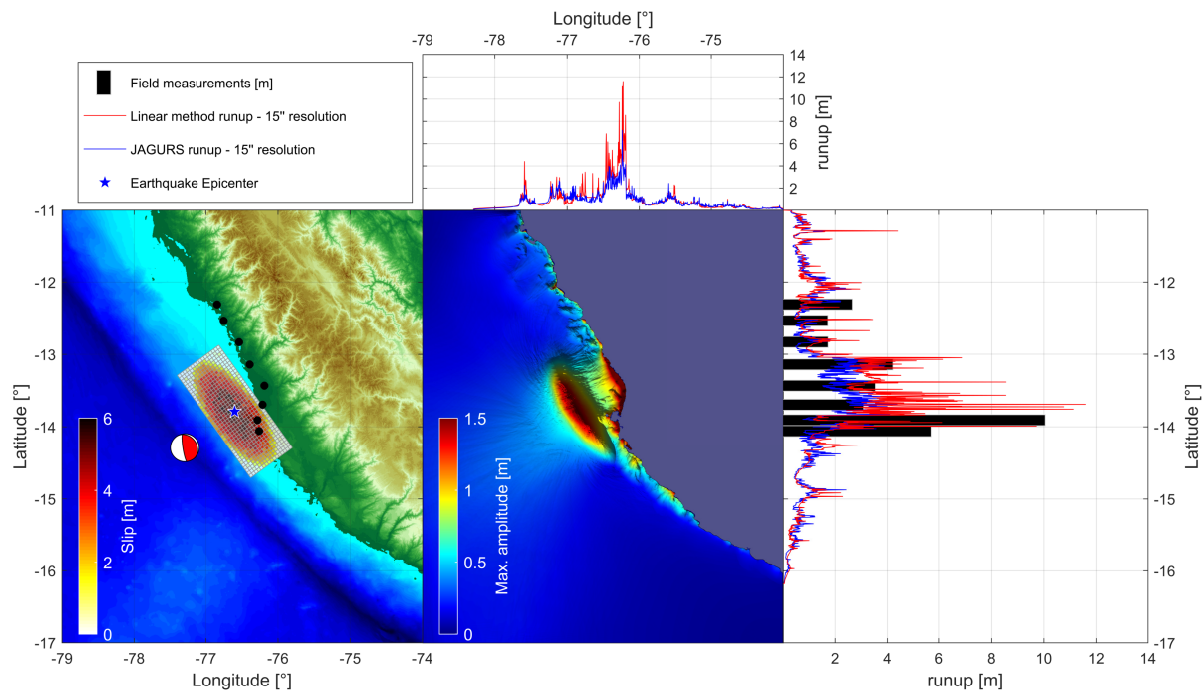 Longitude [°]
-79 -78 -77 -76 -75
14
12
10
8
6
4
2
runup [m]
Field measurements [m]
Linear method runup - 15" resolution
JAGURS runup - 15" resolution
Earthquake Epicenter
-11
-12
-13
-14
-15
-16
-17
Latitude [°]
6
4
2
0
Slip [m]
-79 -78 -77 -76 -75 -74
Longitude [°]
1.5
1
0.5
0
Max. amplitude [m]
-12
-13
-14
-15
-16
-17
Latitude [°]
2 4 6 8 10 12 14
runup [m]